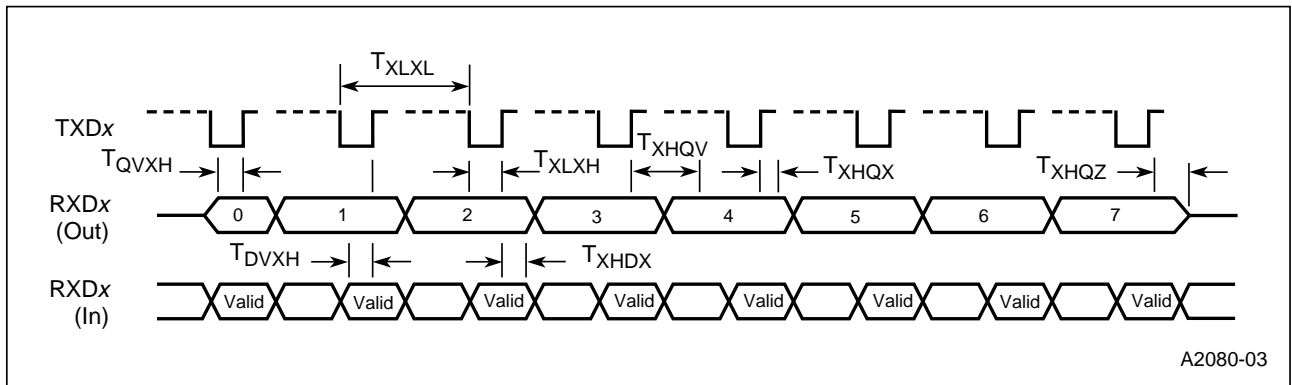 TXLXL
TXDx
TQVXH
TXLXH
TXHQV
TXHQX
TXHQZ
RXDx
(Out)
0 1 2 3 4 5 6 7
TDVXH
TXHDX
RXDx
(In)
Valid Valid Valid Valid Valid Valid Valid Valid
A2080-03